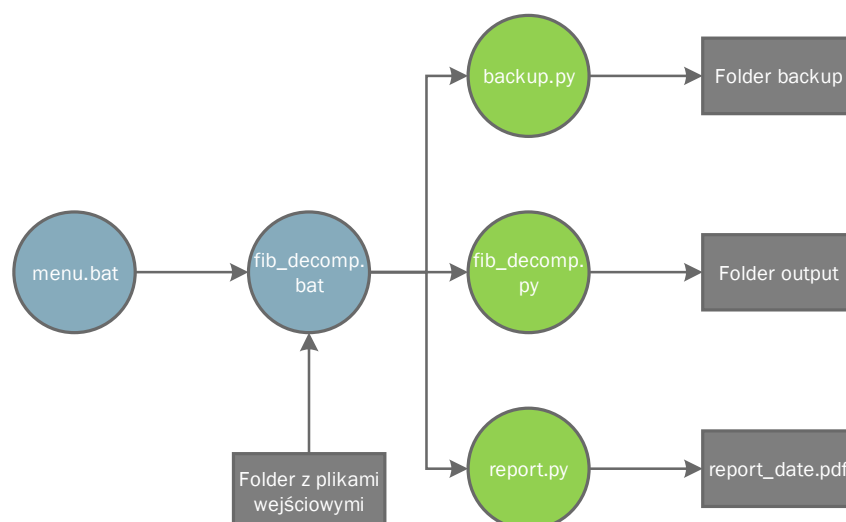 backup.py
Folder backup
menu.bat
fib_decomp.
bat
fib_decomp.
py
Folder output
Folder z plikami
wejściowymi
report.py
report_date.pdf